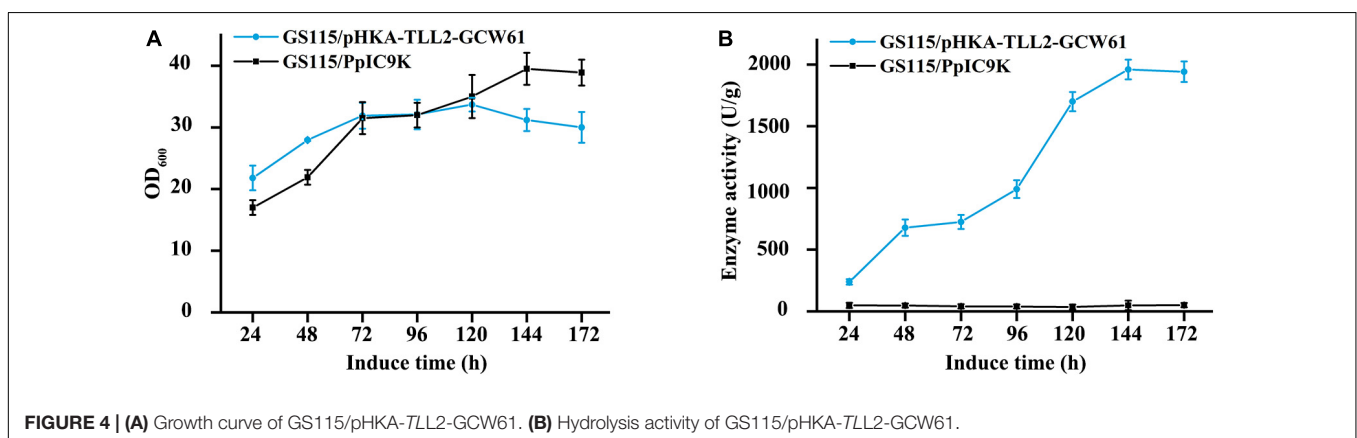 A
GS115/pHKA-TLL2-GCW61
GS115/PpIC9K
40
30
20
10
0
OD600
24 48 72 96 120 144 172
Induce time (h)
B
GS115/pHKA-TLL2-GCW61
GS115/PpIC9K
2000
1500
1000
500
0
Enzyme activity (U/g)
24 48 72 96 120 144 172
Induce time (h)
FIGURE 4 | (A) Growth curve of GS115/pHKA-TLL2-GCW61. (B) Hydrolysis activity of GS115/pHKA-TLL2-GCW61.